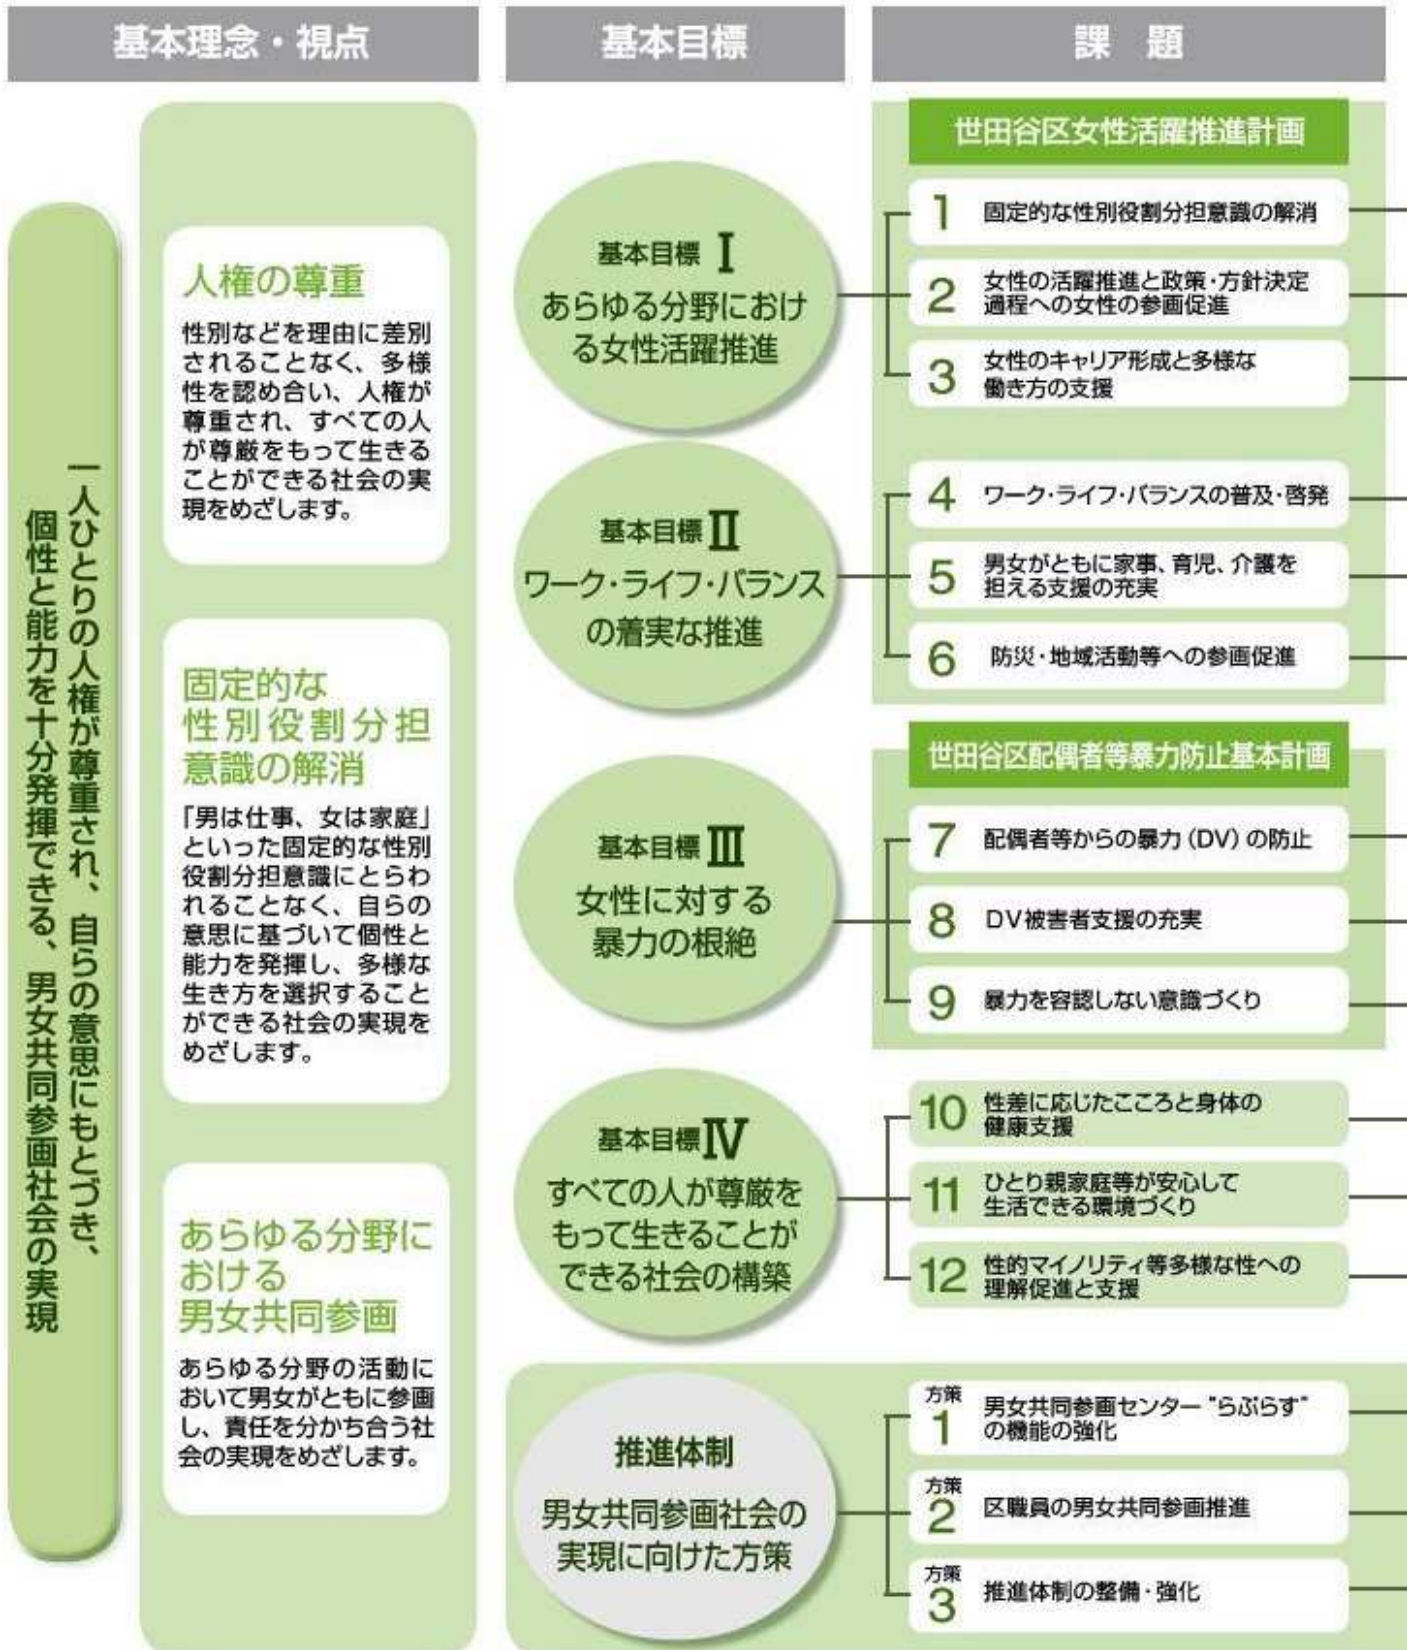 基本理念・視点
基本目標
課 題
一人ひとりの人権が尊重され、自らの意思にもとづき、
個性と能力を十分発揮できる、男女共同参画社会の実現
人権の尊重
性別などを理由に差別
されることなく、多様
性を認め合い、人権が
尊重され、すべての人
が尊厳をもって生きる
ことができる社会の実
現をめざします。
固定的な
性別役割分担
意識の解消
「男は仕事、女は家庭」
といった固定的な性別
役割分担意識にとらわ
れることなく、自らの
意思に基づいて個性と
能力を発揮し、多様な
生き方を選択すること
ができる社会の実現を
めざします。
あらゆる分野に
おける
男女共同参画
あらゆる分野の活動に
おいて男女がともに参画
し、責任を分かち合う社
会の実現をめざします。
基本目標 Ⅰ
あらゆる分野におけ
る女性活躍推進
基本目標 Ⅱ
ワーク・ライフ・バランス
の着実な推進
基本目標 Ⅲ
女性に対する
暴力の根絶
基本目標 Ⅳ
すべての人が尊厳を
もって生きることが
できる社会の構築
推進体制
男女共同参画社会の
実現に向けた方策
世田谷区女性活躍推進計画
1 固定的な性別役割分担意識の解消
2 女性の活躍推進と政策・方針決定
過程への女性の参画促進
3 女性のキャリア形成と多様な
働き方の支援
4 ワーク・ライフ・バランスの普及・啓発
5 男女がともに家事、育児、介護を
担える支援の充実
6 防災・地域活動等への参画促進
世田谷区配偶者等暴力防止基本計画
7 配偶者等からの暴力（DV）の防止
8 DV被害者支援の充実
9 暴力を容認しない意識づくり
10 性差に応じたこころと身体の
健康支援
11 ひとり親家庭等が安心して
生活できる環境づくり
12 性的マイノリティ等多様な性への
理解促進と支援
方策1 男女共同参画センター"らぷらす"
の機能の強化
方策2 区職員の男女共同参画推進
方策3 推進体制の整備・強化